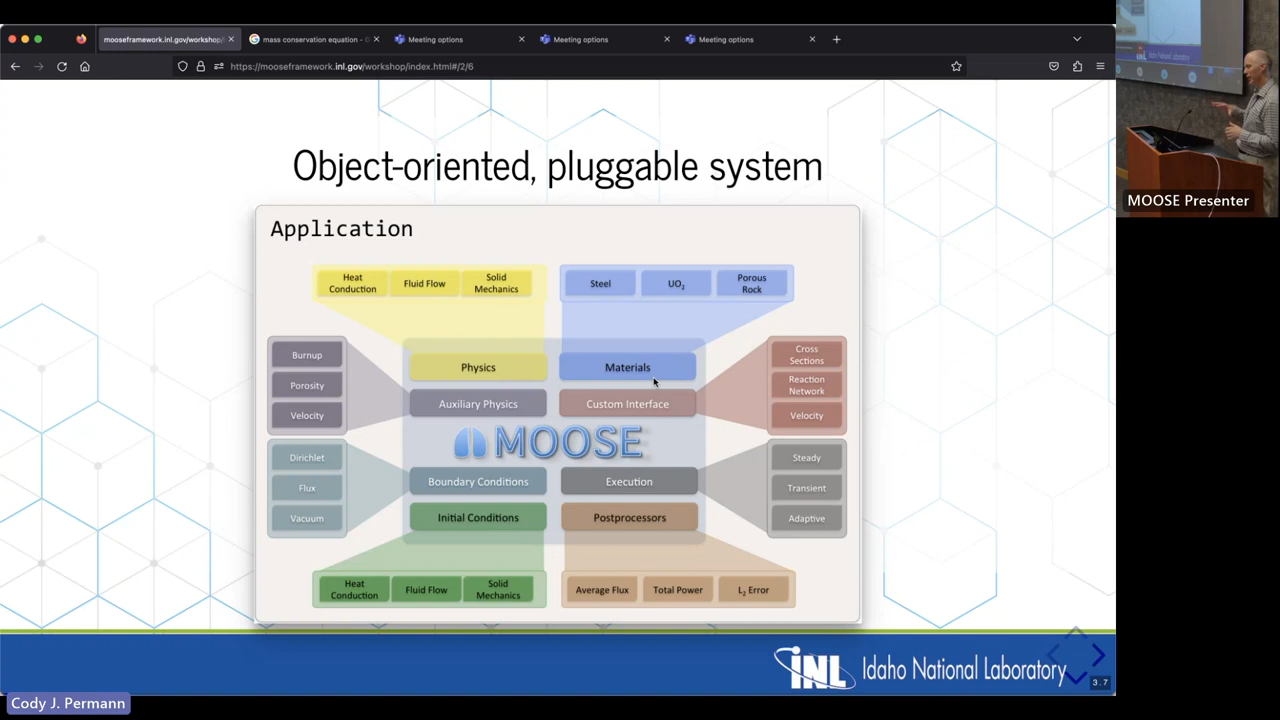 mooseframework.inl.gov/workshop/
mass conservation equation - G
Meeting options
Meeting options
Meeting options
https://mooseframework.inl.gov/workshop/index.html#/2/6
Object-oriented, pluggable system
Application
Heat Conduction
Fluid Flow
Solid Mechanics
Steel
UO₂
Porous Rock
Burnup
Porosity
Velocity
Physics
Materials
Cross Sections
Reaction Network
Velocity
Auxiliary Physics
Custom Interface
MOOSE
Dirichlet
Flux
Vacuum
Boundary Conditions
Execution
Steady
Transient
Adaptive
Initial Conditions
Postprocessors
Heat Conduction
Fluid Flow
Solid Mechanics
Average Flux
Total Power
L₂ Error
INL Idaho National Laboratory
3.7
Cody J. Permann
MOOSE Presenter